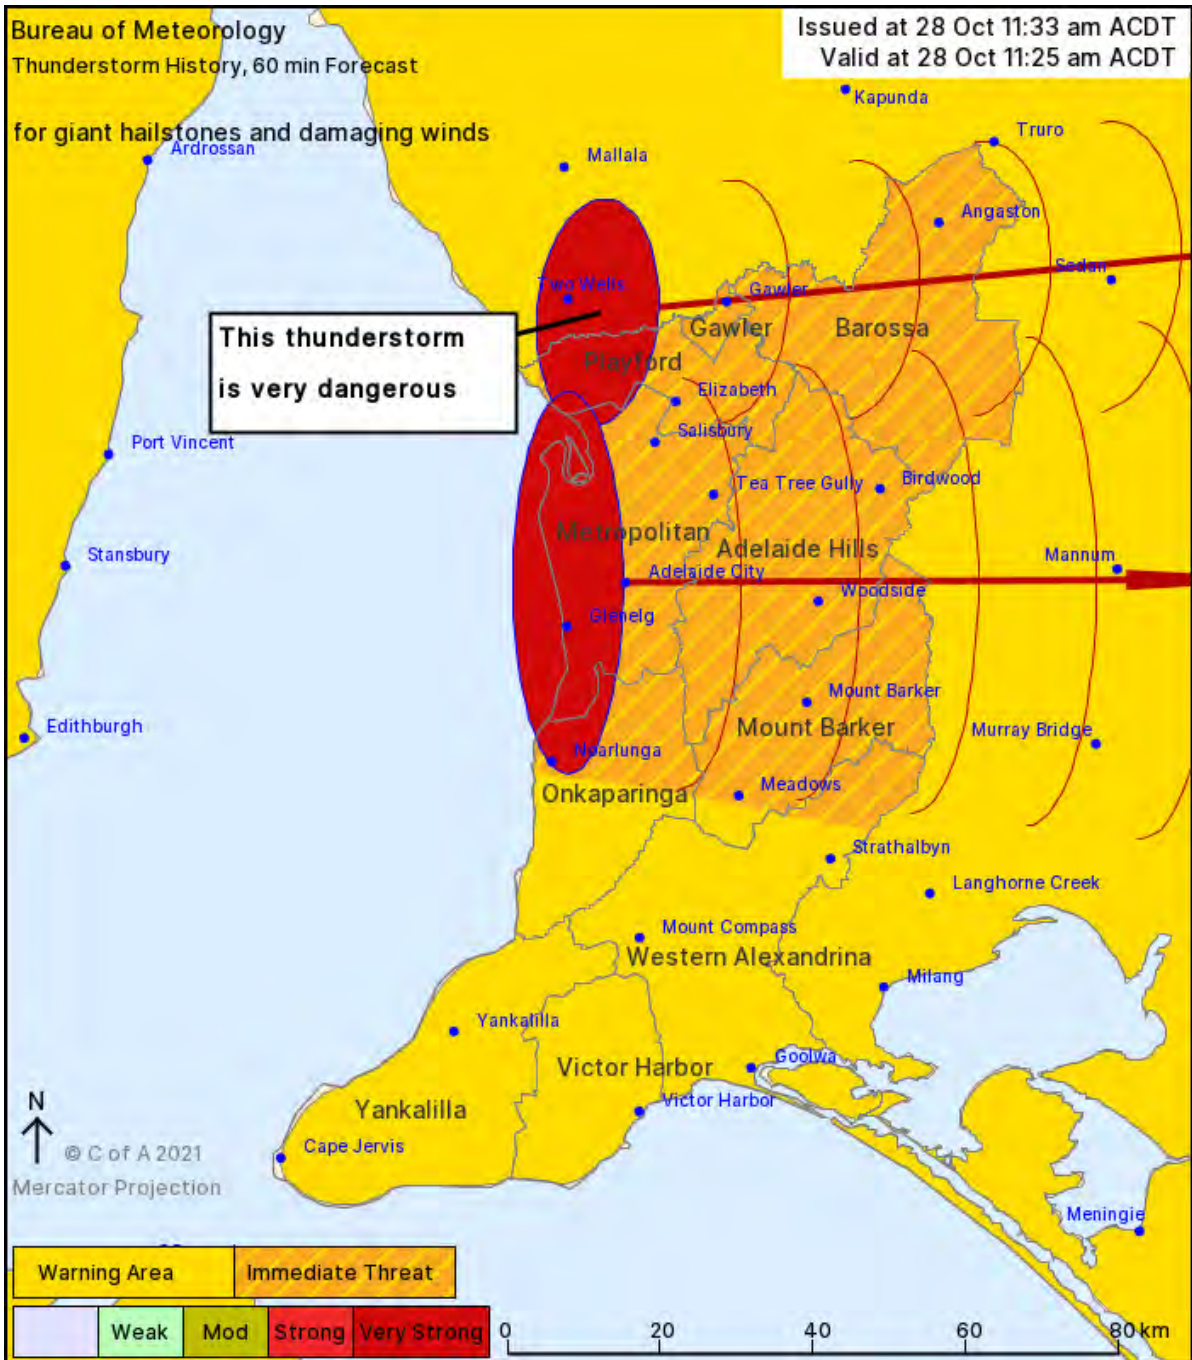 Bureau of Meteorology
Thunderstorm History, 60 min Forecast
for giant hailstones and damaging winds
Issued at 28 Oct 11:33 am ACDT
Valid at 28 Oct 11:25 am ACDT
Kapunda
Truro
Ardrossan
Mallala
Angaston
Sedan
Two Wells
Gawler
Gawler
Barossa
This thunderstorm
is very dangerous
Playford
Elizabeth
Salisbury
Port Vincent
Tea Tree Gully
Birdwood
Metropolitan
Adelaide Hills
Stansbury
Mannum
Adelaide City
Woodside
Glenelg
Mount Barker
Edithburgh
Mount Barker
Murray Bridge
Noarlunga
Onkaparinga
Meadows
Strathalbyn
Langhorne Creek
Mount Compass
Western Alexandrina
Milang
Yankalilla
Victor Harbor
Goolwa
Victor Harbor
Yankalilla
N
Cape Jervis
© C of A 2021
Mercator Projection
Meningie
Warning Area
Immediate Threat
Weak
Mod
Strong
Very Strong
0 20 40 60 80 km